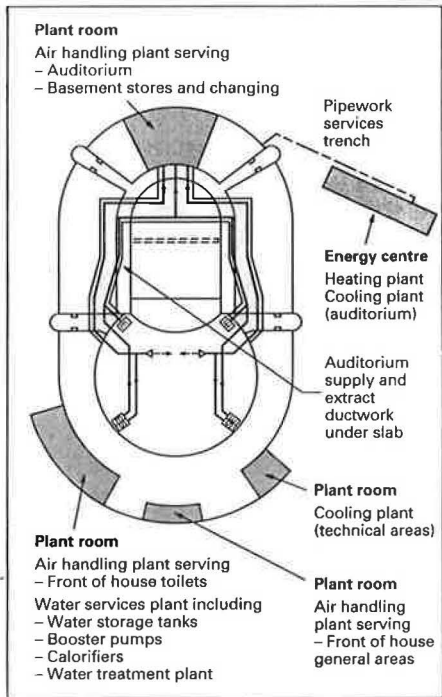 Plant room
Air handling plant serving
– Auditorium
– Basement stores and changing
Pipework
services
trench
Energy centre
Heating plant
Cooling plant
(auditorium)
Auditorium
supply and
extract
ductwork
under slab
Plant room
Cooling plant
(technical areas)
Plant room
Air handling plant serving
– Front of house toilets
Water services plant including
– Water storage tanks
– Booster pumps
– Calorifiers
– Water treatment plant
Plant room
Air handling
plant serving
– Front of house
general areas